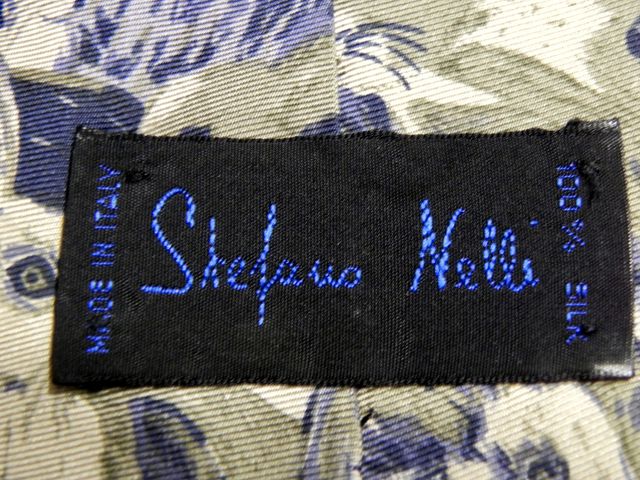 MADE IN ITALY
Stefano Nelli
100 % SILK